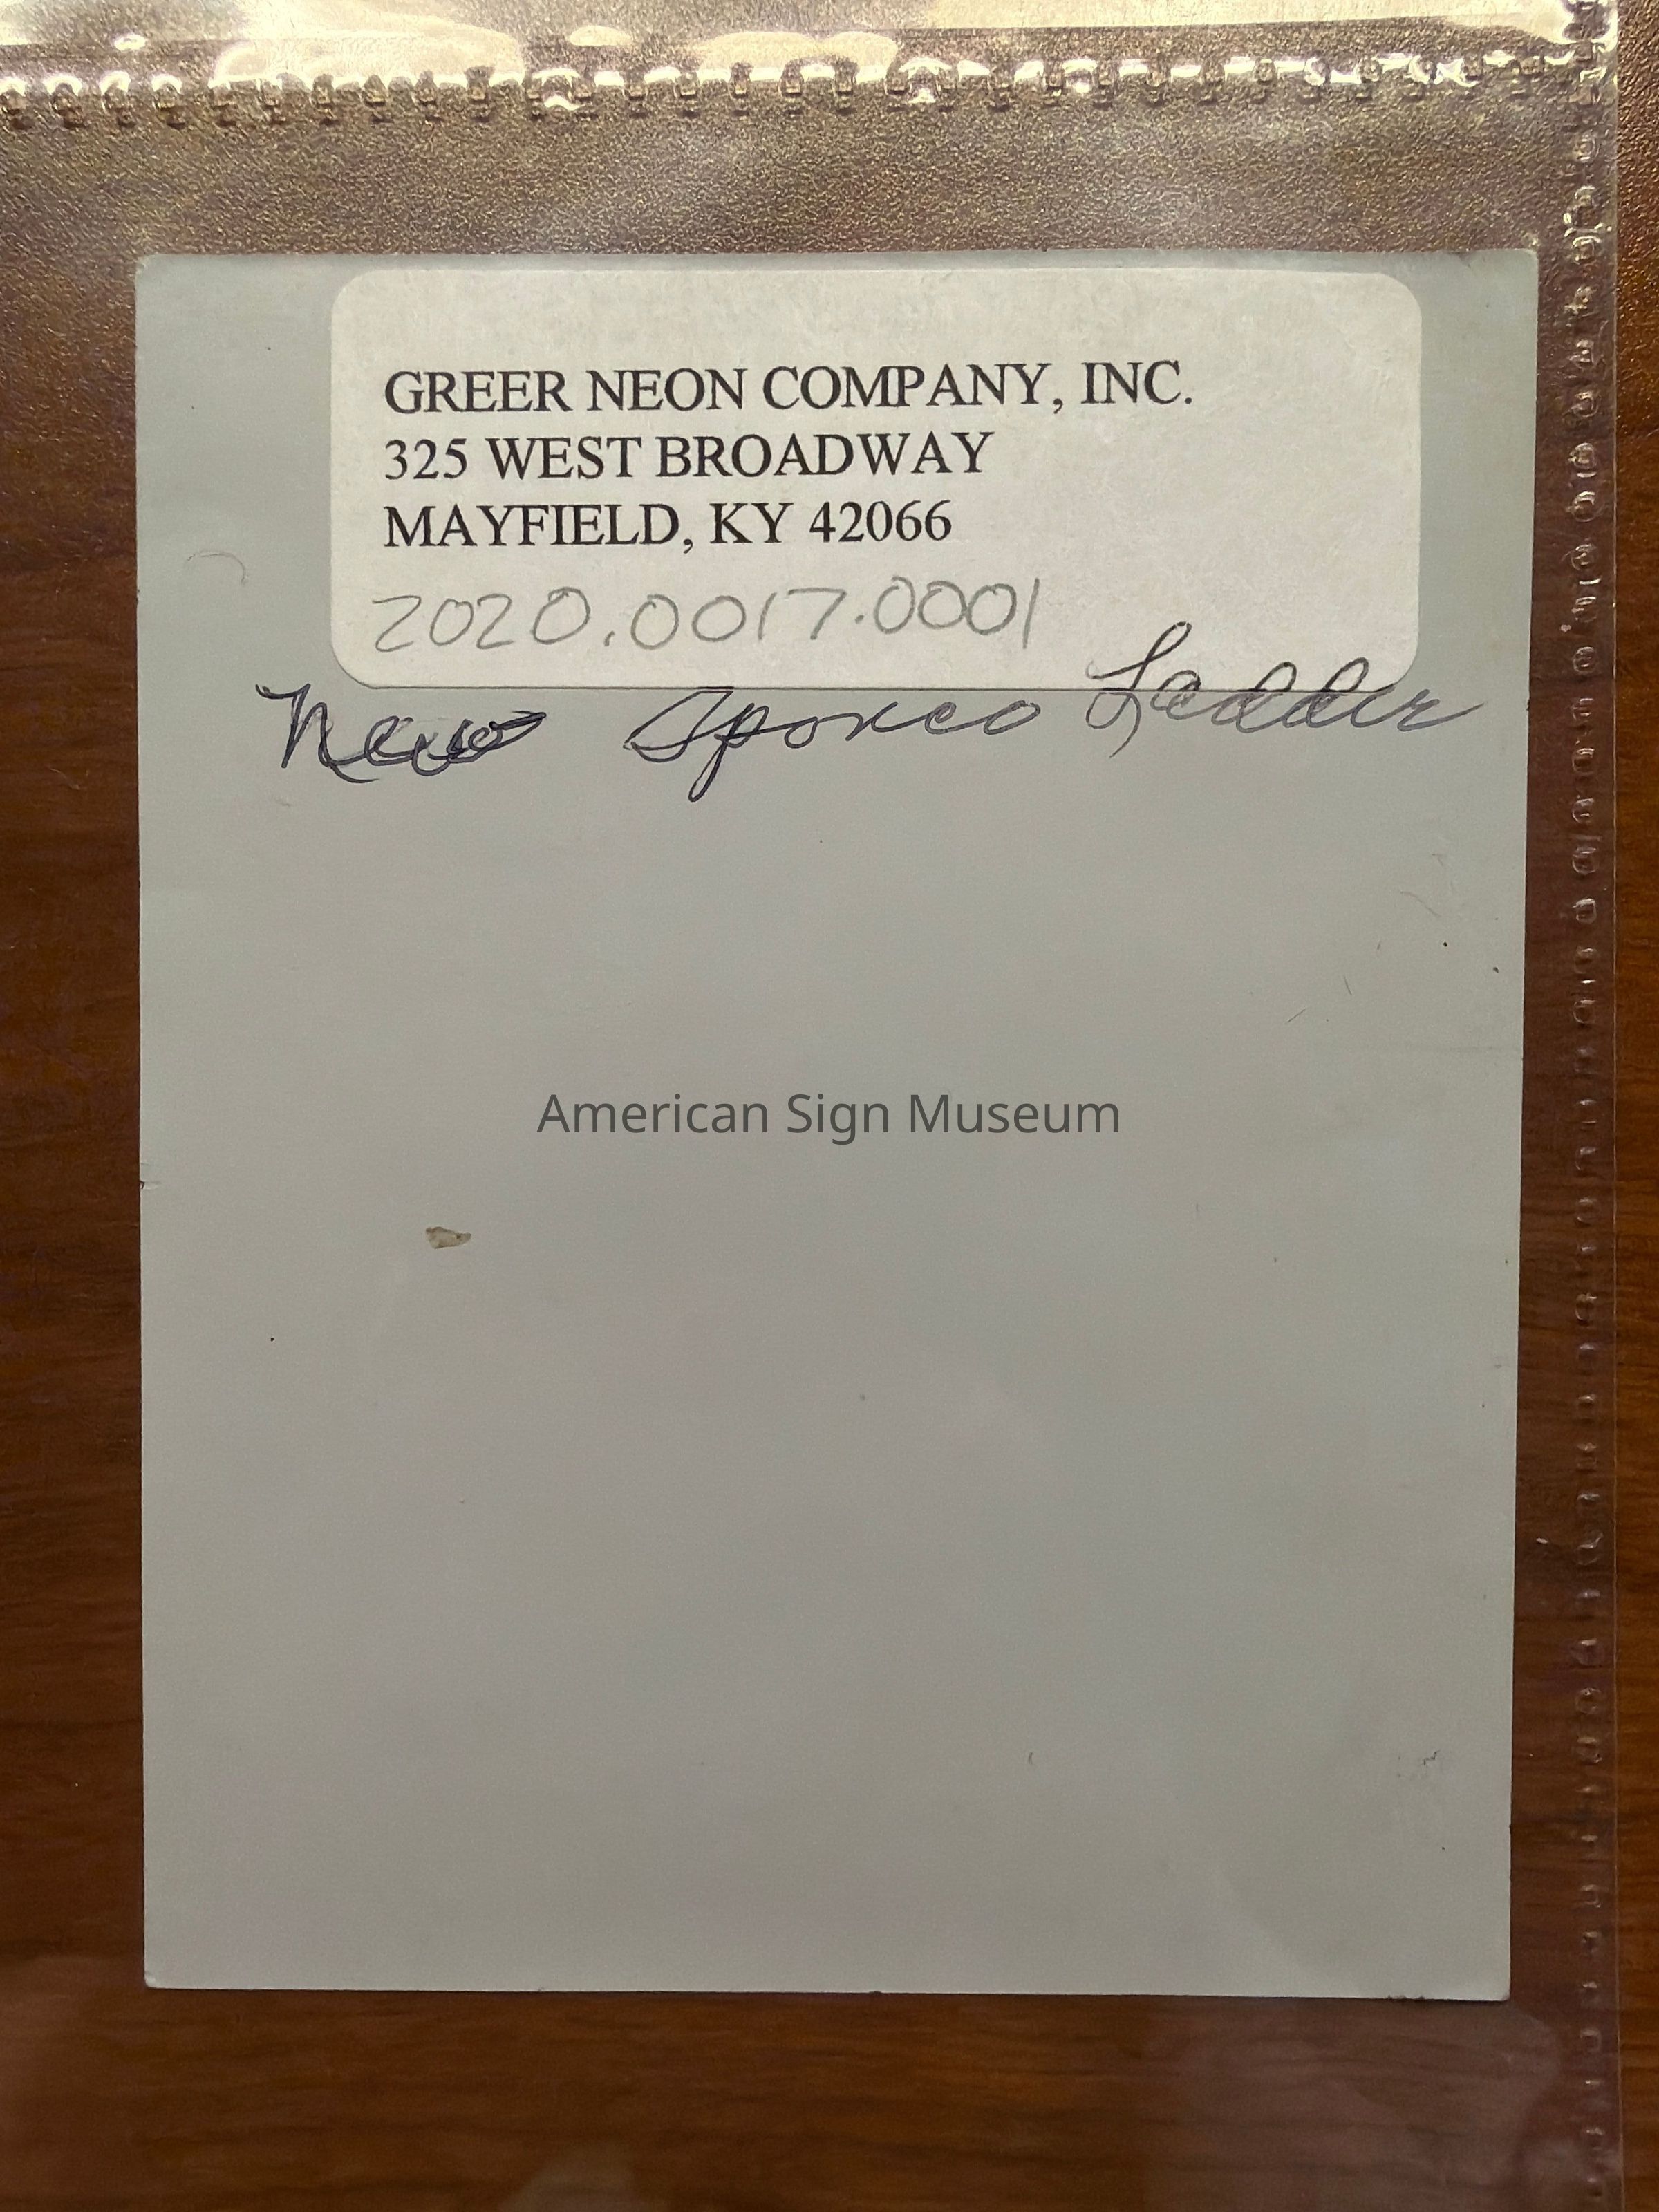 GREER NEON COMPANY, INC.
325 WEST BROADWAY
MAYFIELD, KY 42066
2020.0017.0001
New Sponco Ladder
American Sign Museum